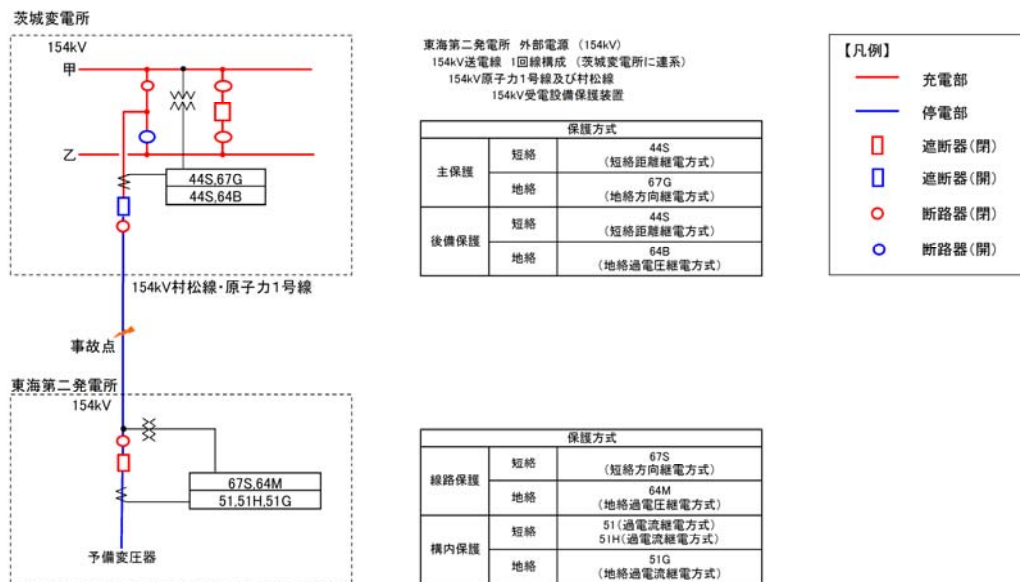 茨城変電所
154kV
甲
乙
44S,67G
44S,64B
154kV村松線・原子力1号線
事故点
東海第二発電所
154kV
67S,64M
51,51H,51G
予備変圧器
東海第二発電所 外部電源 (154kV)
154kV送電線 1回線構成 (茨城変電所に連系)
154kV原子力1号線及び村松線
154kV受電設備保護装置
保護方式
主保護
短絡
44S
(短絡距離継電方式)
地絡
67G
(地絡方向継電方式)
後備保護
短絡
44S
(短絡距離継電方式)
地絡
64B
(地絡過電圧継電方式)
保護方式
線路保護
短絡
67S
(短絡方向継電方式)
地絡
64M
(地絡過電圧継電方式)
構内保護
短絡
51(過電流継電方式)
51H(過電流継電方式)
地絡
51G
(地絡過電流継電方式)
【凡例】
充電部
停電部
遮断器(閉)
遮断器(開)
断路器(閉)
断路器(開)